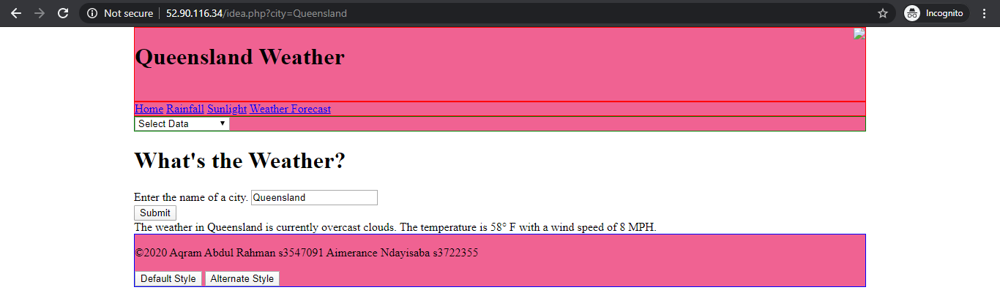 Not secure 52.90.116.34/idea.php?city=Queensland Incognito
Queensland Weather
Home Rainfall Sunlight Weather Forecast
Select Data
What's the Weather?
Enter the name of a city. Queensland
Submit
The weather in Queensland is currently overcast clouds. The temperature is 58° F with a wind speed of 8 MPH.
©2020 Aqram Abdul Rahman s3547091 Aimerance Ndayisaba s3722355
Default Style Alternate Style